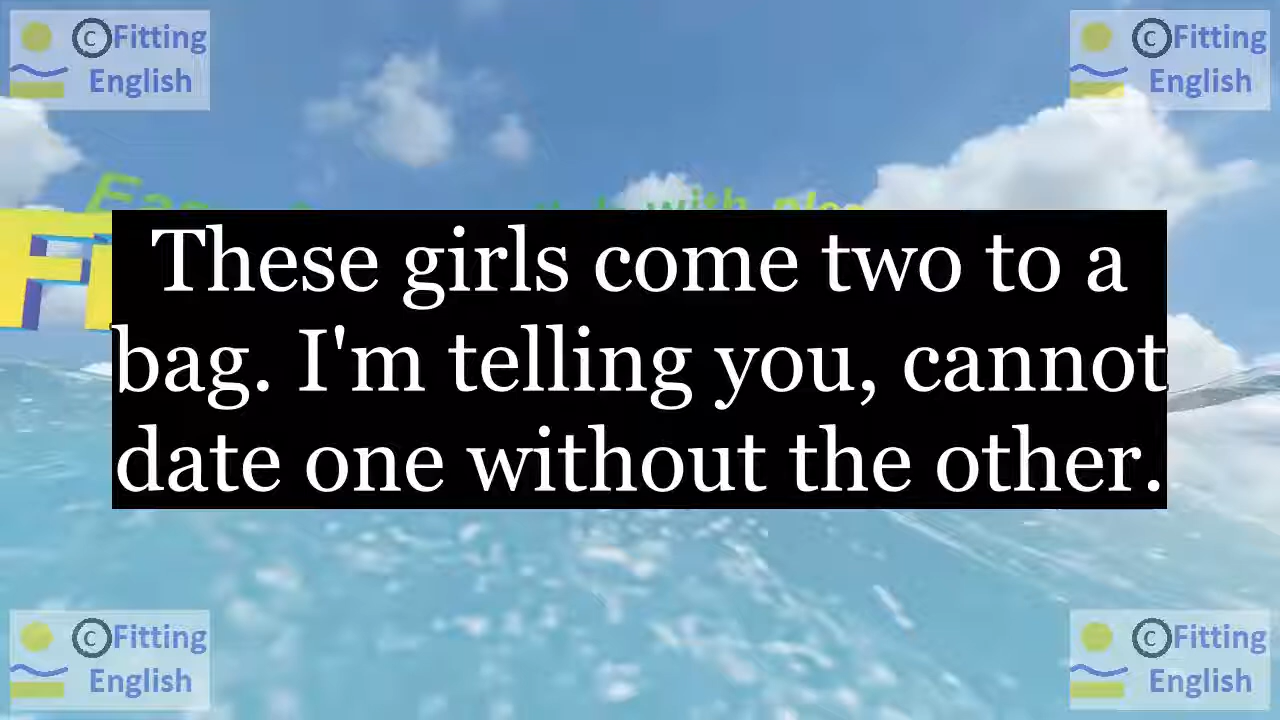 ©Fitting
English
©Fitting
English
with
These girls come two to a
bag. I'm telling you, cannot
date one without the other.
©Fitting
English
©Fitting
English